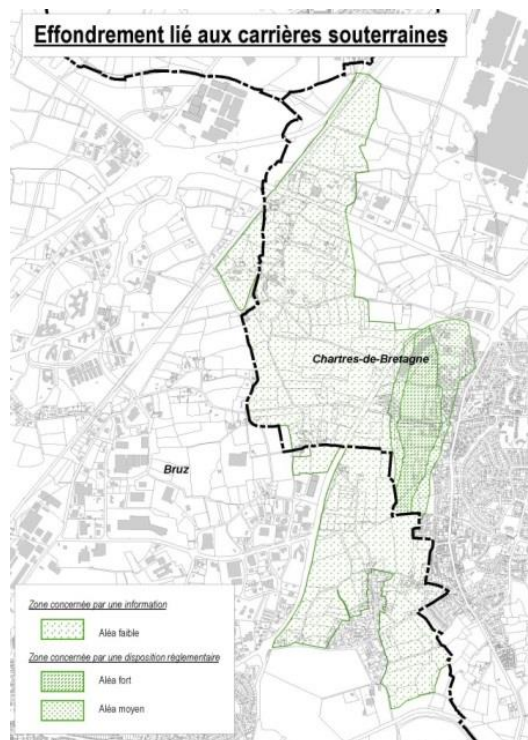 Effondrement lié aux carrières souterraines
Chartres-de-Bretagne
Bruz
Zone concernée par une information
Aléa faible
Zone concernée par une disposition règlementaire
Aléa fort
Aléa moyen